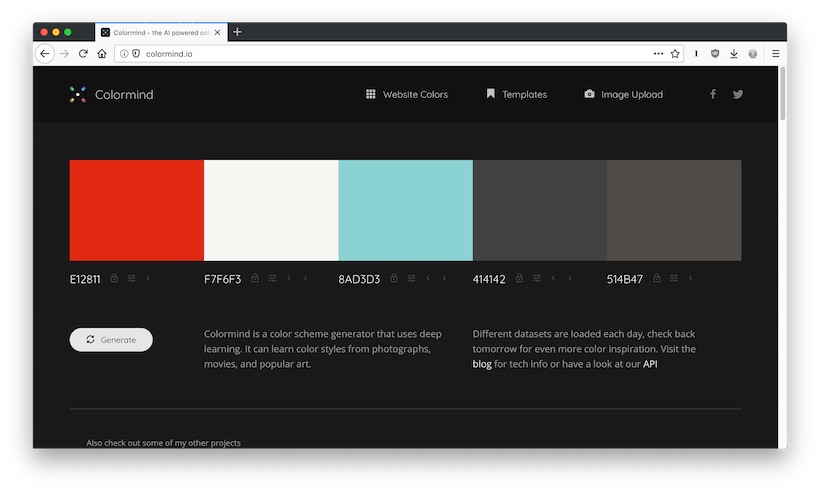 Colormind – the AI powered col
colormind.io
Colormind
Website Colors
Templates
Image Upload
E12811
F7F6F3
8AD3D3
414142
514B47
Generate
Colormind is a color scheme generator that uses deep
learning. It can learn color styles from photographs,
movies, and popular art.
Different datasets are loaded each day, check back
tomorrow for even more color inspiration. Visit the
blog for tech info or have a look at our API
Also check out some of my other projects